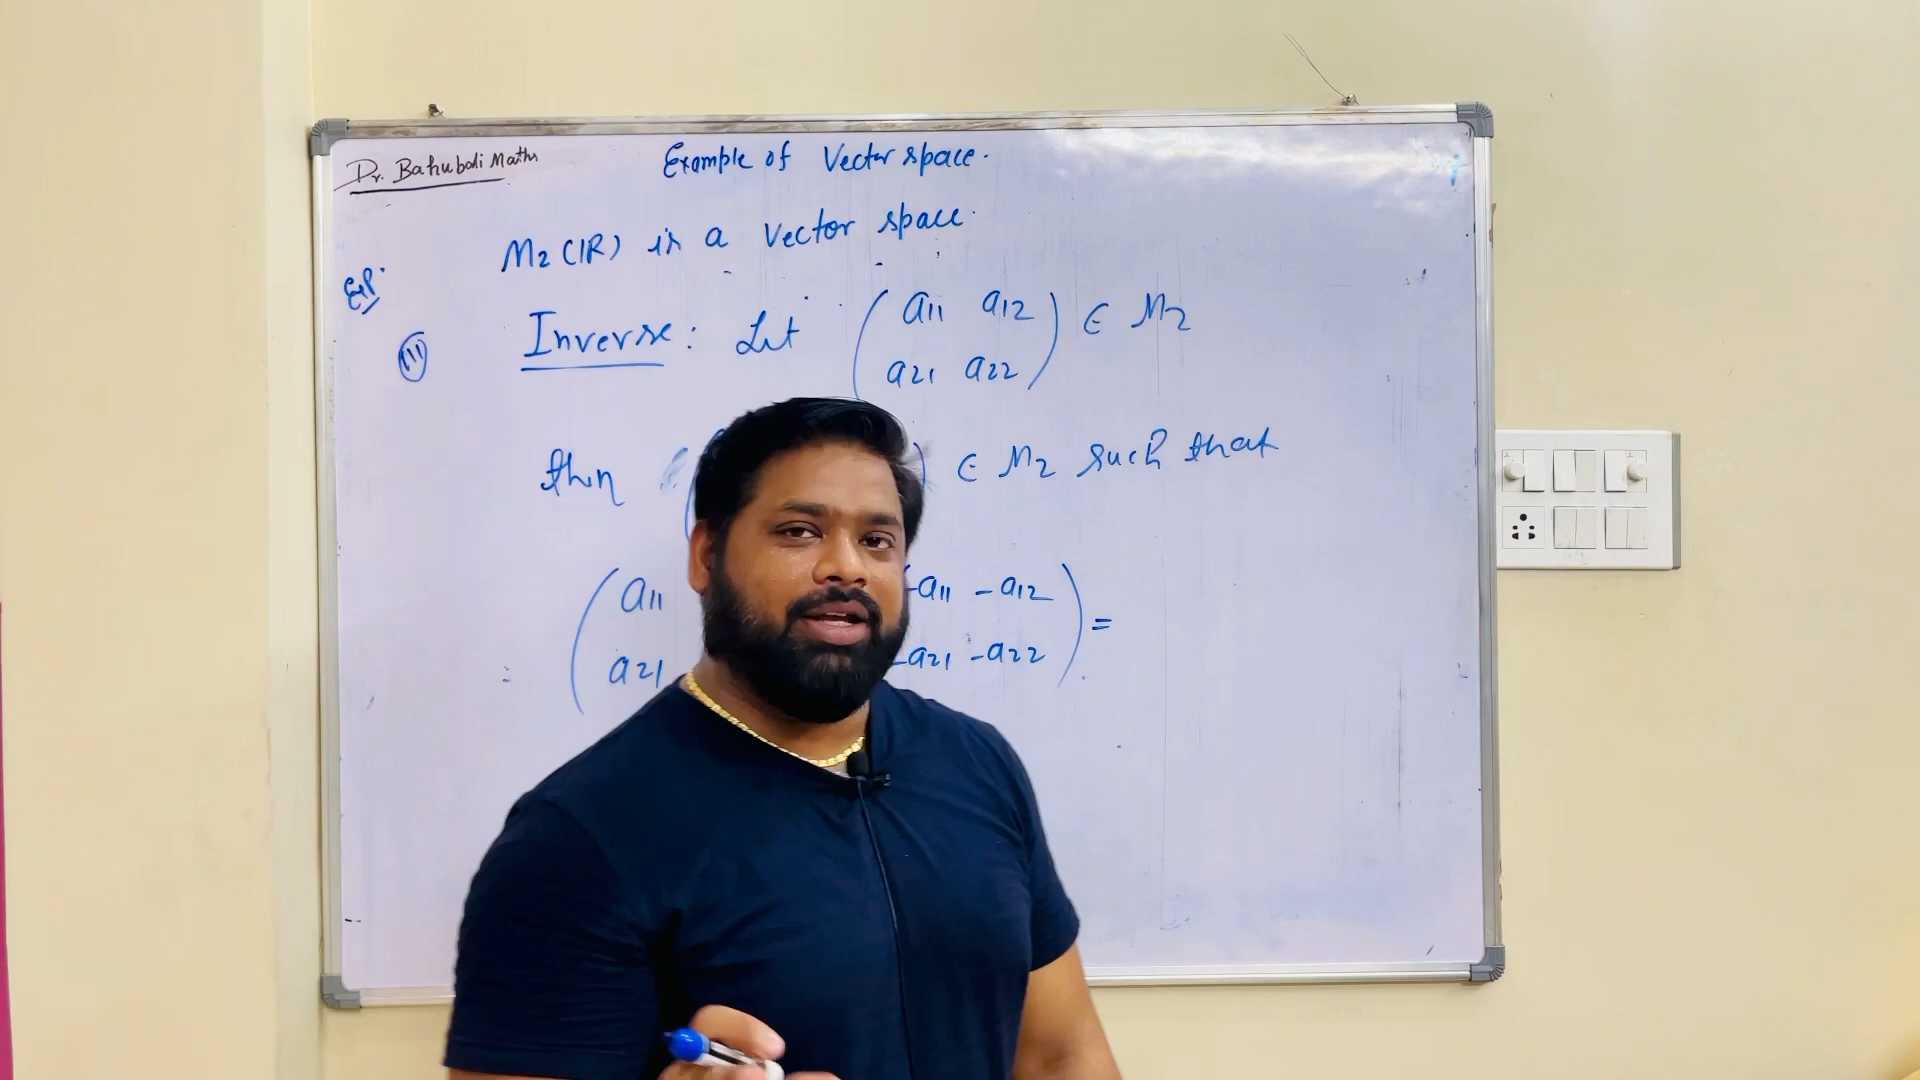 Dr. Bahubali Maths
Example of Vector space.
M2 (IR) is a Vector space.
Exp.
(III) Inverse : Let ( a11 a12
a21 a22 ) ∈ M2
then ( ) ∈ M2 such that
( a11 -a11 -a12
a21 -a21 -a22 ) =